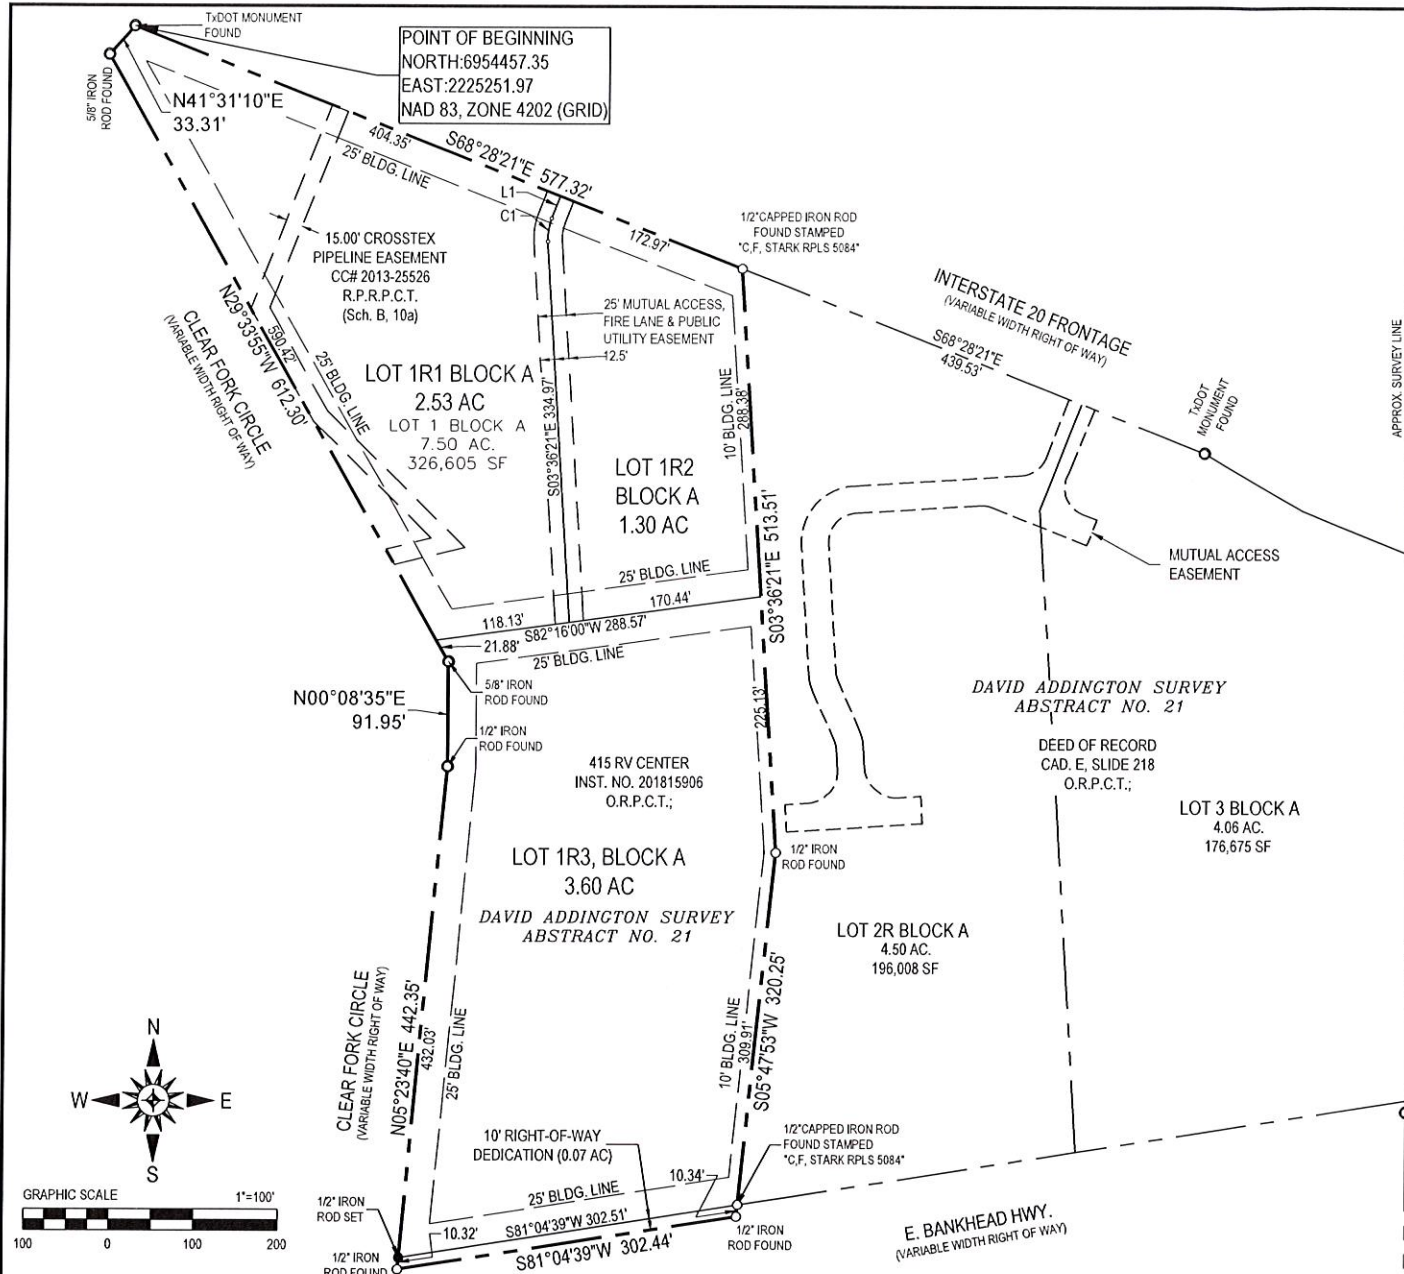 TxDOT MONUMENT
FOUND
POINT OF BEGINNING
NORTH:6954457.35
EAST:2225251.97
NAD 83, ZONE 4202 (GRID)
5/8" IRON
ROD FOUND
N41°31'10"E
33.31'
404.35'
S68°28'21"E 577.32'
25' BLDG. LINE
L1
C1
172.97'
1/2"CAPPED IRON ROD
FOUND STAMPED
"C,F, STARK RPLS 5084"
15.00' CROSSTEX
PIPELINE EASEMENT
CC# 2013-25526
R.P.R.P.C.T.
(Sch. B, 10a)
INTERSTATE 20 FRONTAGE
(VARIABLE WIDTH RIGHT OF WAY)
S68°28'21"E
439.53'
APPROX. SURVEY LINE
TxDOT
MONUMENT
FOUND
25' MUTUAL ACCESS,
FIRE LANE & PUBLIC
UTILITY EASEMENT
12.5'
N29°33'55"W 612.30'
590.42'
25' BLDG. LINE
CLEAR FORK CIRCLE
(VARIABLE WIDTH RIGHT OF WAY)
LOT 1R1 BLOCK A
2.53 AC
LOT 1 BLOCK A
7.50 AC.
326,605 SF
S03°36'21"E 334.97'
10' BLDG. LINE
288.38'
LOT 1R2
BLOCK A
1.30 AC
S03°36'21"E 513.51'
MUTUAL ACCESS
EASEMENT
25' BLDG. LINE
170.44'
118.13'
S82°16'00"W 288.57'
21.88'
25' BLDG. LINE
5/8" IRON
ROD FOUND
N00°08'35"E
91.95'
1/2" IRON
ROD FOUND
225.13'
DAVID ADDINGTON SURVEY
ABSTRACT NO. 21
DEED OF RECORD
CAD. E, SLIDE 218
O.R.P.C.T.;
415 RV CENTER
INST. NO. 201815906
O.R.P.C.T.;
LOT 3 BLOCK A
4.06 AC.
176,675 SF
LOT 1R3, BLOCK A
3.60 AC
1/2" IRON
ROD FOUND
DAVID ADDINGTON SURVEY
ABSTRACT NO. 21
LOT 2R BLOCK A
4.50 AC.
196,008 SF
CLEAR FORK CIRCLE
(VARIABLE WIDTH RIGHT OF WAY)
N05°23'40"E 442.35'
432.03'
25' BLDG. LINE
10' BLDG. LINE
309.91'
S05°47'53"W 320.25'
N
W
E
S
10' RIGHT-OF-WAY
DEDICATION (0.07 AC)
1/2"CAPPED IRON ROD
FOUND STAMPED
"C,F, STARK RPLS 5084"
10.34'
GRAPHIC SCALE
1"=100'
100
0
100
200
1/2" IRON
ROD SET
25' BLDG. LINE
10.32'
S81°04'39"W 302.51'
S81°04'39"W 302.44'
1/2" IRON
ROD FOUND
1/2" IRON
ROD FOUND
E. BANKHEAD HWY.
(VARIABLE WIDTH RIGHT OF WAY)